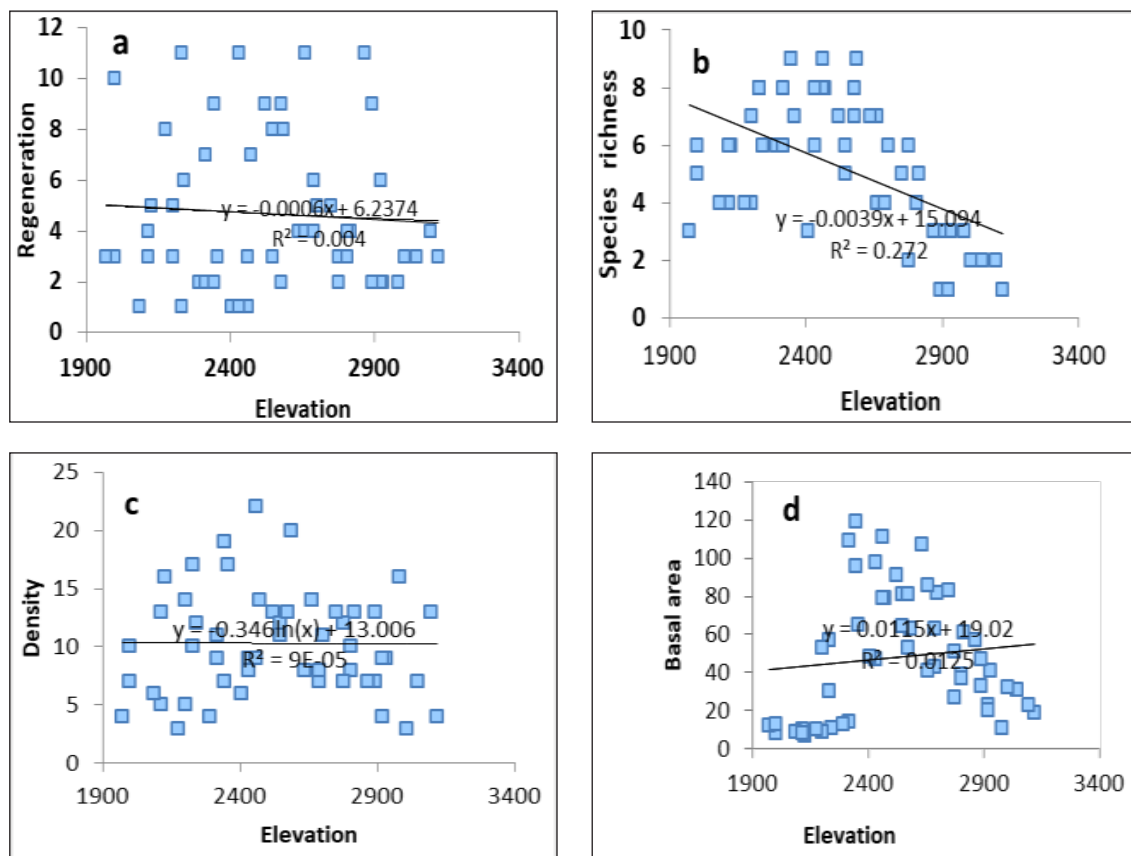 a
Regeneration
12
10
8
6
4
2
0
y = -0.0006x + 6.2374
R² = 0.004
1900
2400
2900
3400
Elevation
b
Species richness
10
8
6
4
2
0
y = -0.0039x + 15.094
R² = 0.272
1900
2400
2900
3400
Elevation
c
Density
25
20
15
10
5
0
y = -0.346ln(x) + 13.006
R² = 9E-05
1900
2400
2900
3400
Elevation
d
Basal area
140
120
100
80
60
40
20
0
y = 0.0115x + 19.02
R² = 0.0125
1900
2400
2900
3400
Elevation